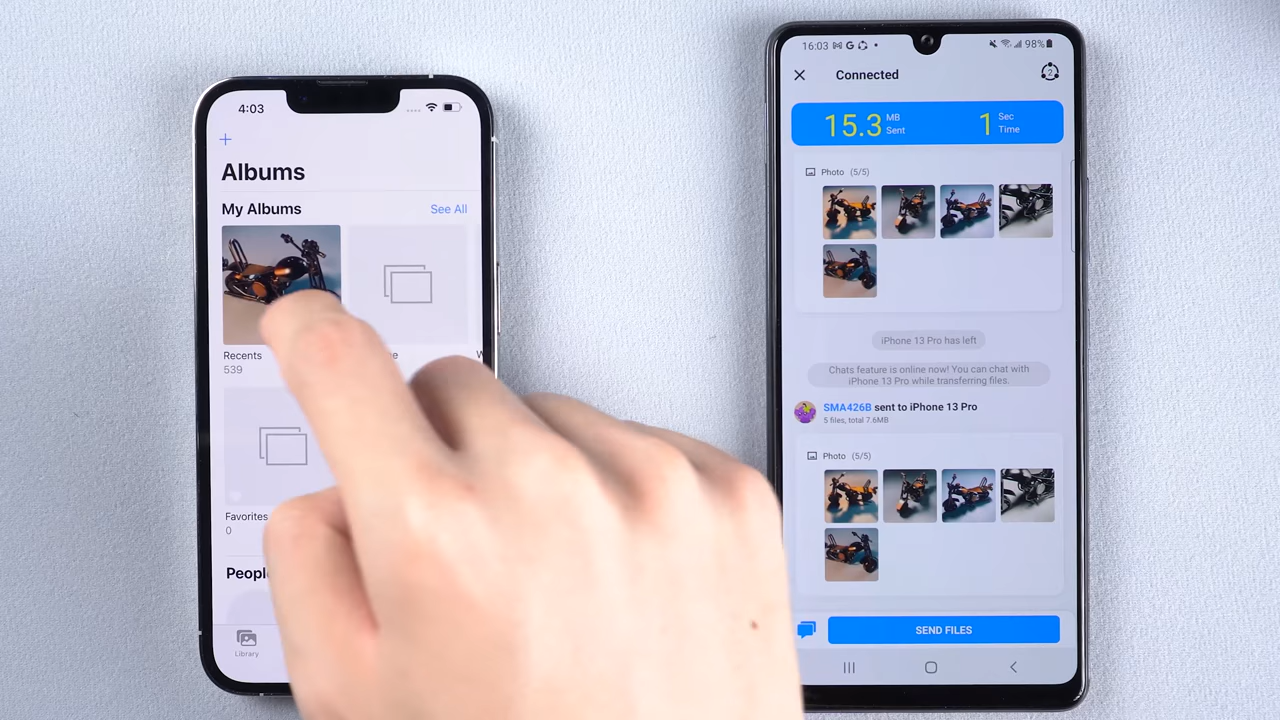 4:03
Albums
My Albums
See All
Recents
539
Favorites
0
Library
16:03
98%
Connected
15.3 MB Sent
1 Sec Time
Photo (5/5)
iPhone 13 Pro has left
Chats feature is online now! You can chat with
iPhone 13 Pro while transferring files.
SMA426B sent to iPhone 13 Pro
5 files, total 7.6MB
Photo (5/5)
SEND FILES